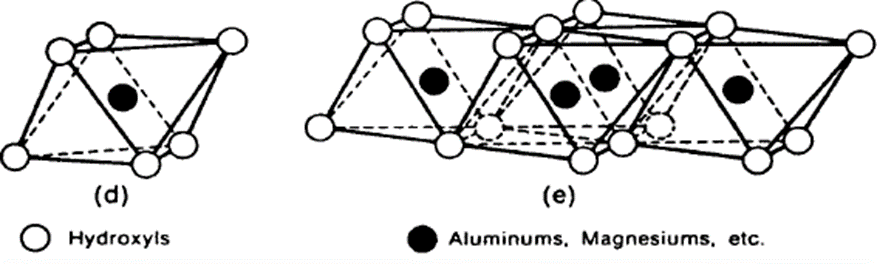 (d) (e)
Hydroxyls Aluminums, Magnesiums, etc.